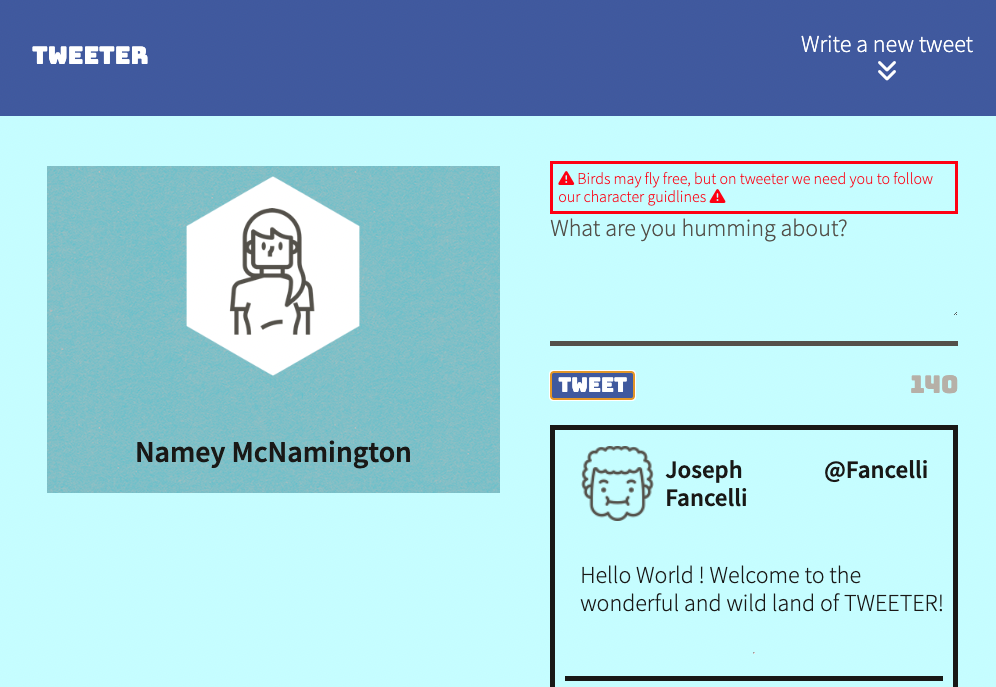 TWEETER
Write a new tweet
Birds may fly free, but on tweeter we need you to follow
our character guidlines
What are you humming about?
TWEET
140
Namey McNamington
Joseph
Fancelli
@Fancelli
Hello World ! Welcome to the
wonderful and wild land of TWEETER!